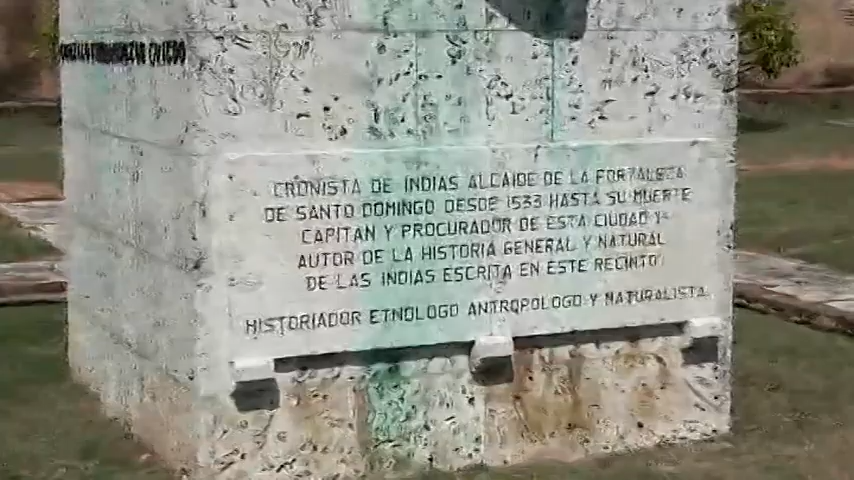 OVIEDO
CRONISTA DE INDIAS ALCAIDE DE LA FORTALEZA
DE SANTO DOMINGO DESDE 1533 HASTA SU MUERTE
CAPITAN Y PROCURADOR DE ESTA CIUDAD Y
AUTOR DE LA HISTORIA GENERAL Y NATURAL
DE LAS INDIAS ESCRITA EN ESTE RECINTO
HISTORIADOR ETNOLOGO ANTROPOLOGO Y NATURALISTA